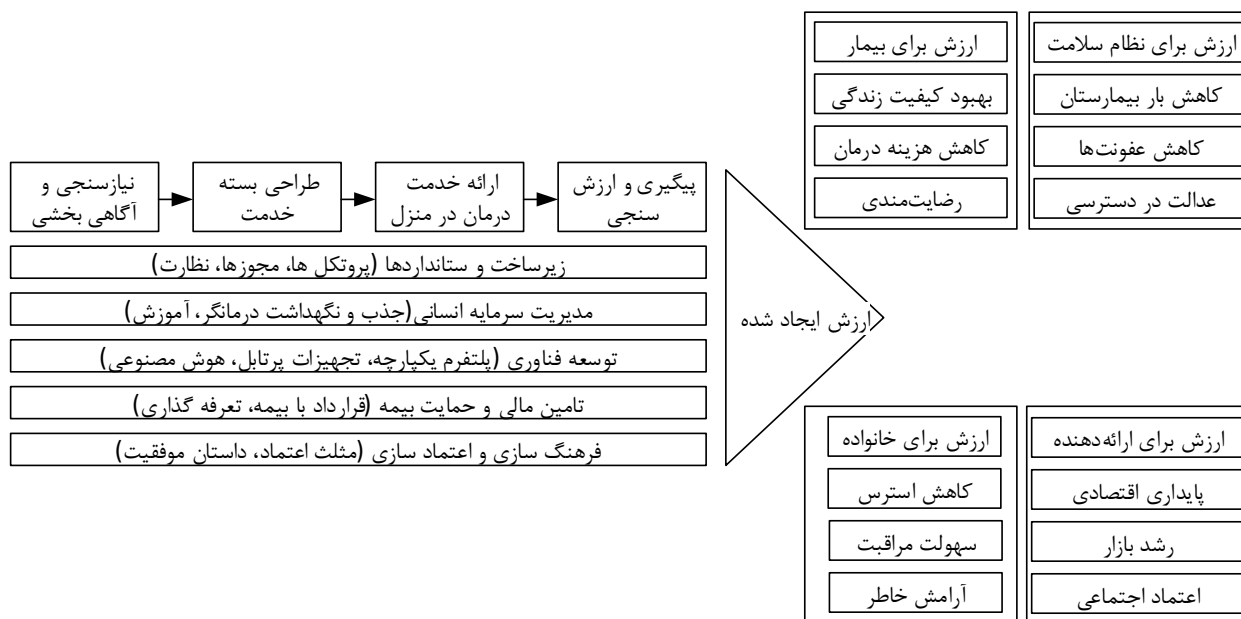 ارزش برای بیمار
بهبود کیفیت زندگی
کاهش هزینه درمان
رضایت‌مندی
ارزش برای نظام سلامت
کاهش بار بیمارستان
کاهش عفونت‌ها
عدالت در دسترسی
نیازسنجی و
آگاهی بخشی
طراحی بسته
خدمت
ارائه خدمت
درمان در منزل
پیگیری و ارزش
سنجی
زیرساخت و ستانداردها (پروتکل ها، مجوزها، نظارت)
مدیریت سرمایه انسانی(جذب و نگهداشت درمانگر، آموزش)
توسعه فناوری (پلتفرم یکپارچه، تجهیزات پرتابل، هوش مصنوعی)
تامین مالی و حمایت بیمه (قرارداد با بیمه، تعرفه گذاری)
فرهنگ سازی و اعتماد سازی (مثلث اعتماد، داستان موفقیت)
ارزش ایجاد شده
ارزش برای خانواده
کاهش استرس
سهولت مراقبت
آرامش خاطر
ارزش برای ارائه‌دهنده
پایداری اقتصادی
رشد بازار
اعتماد اجتماعی